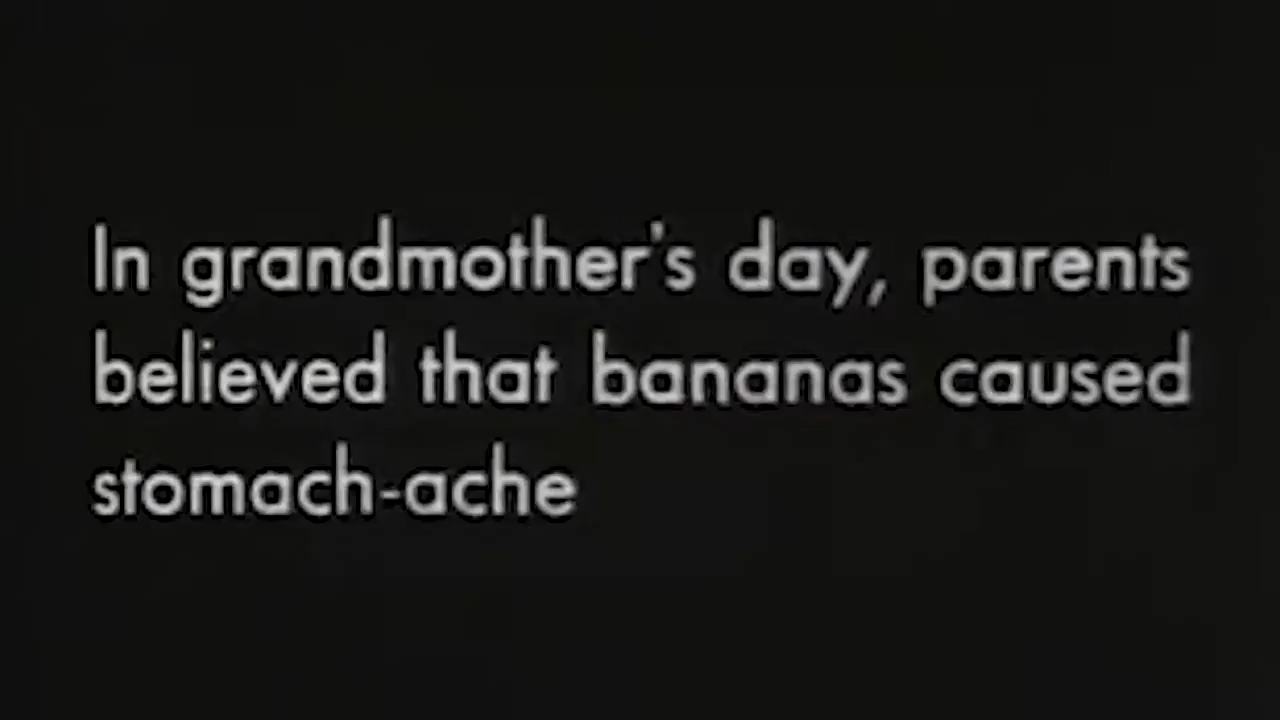 In grandmother's day, parents
believed that bananas caused
stomach-ache